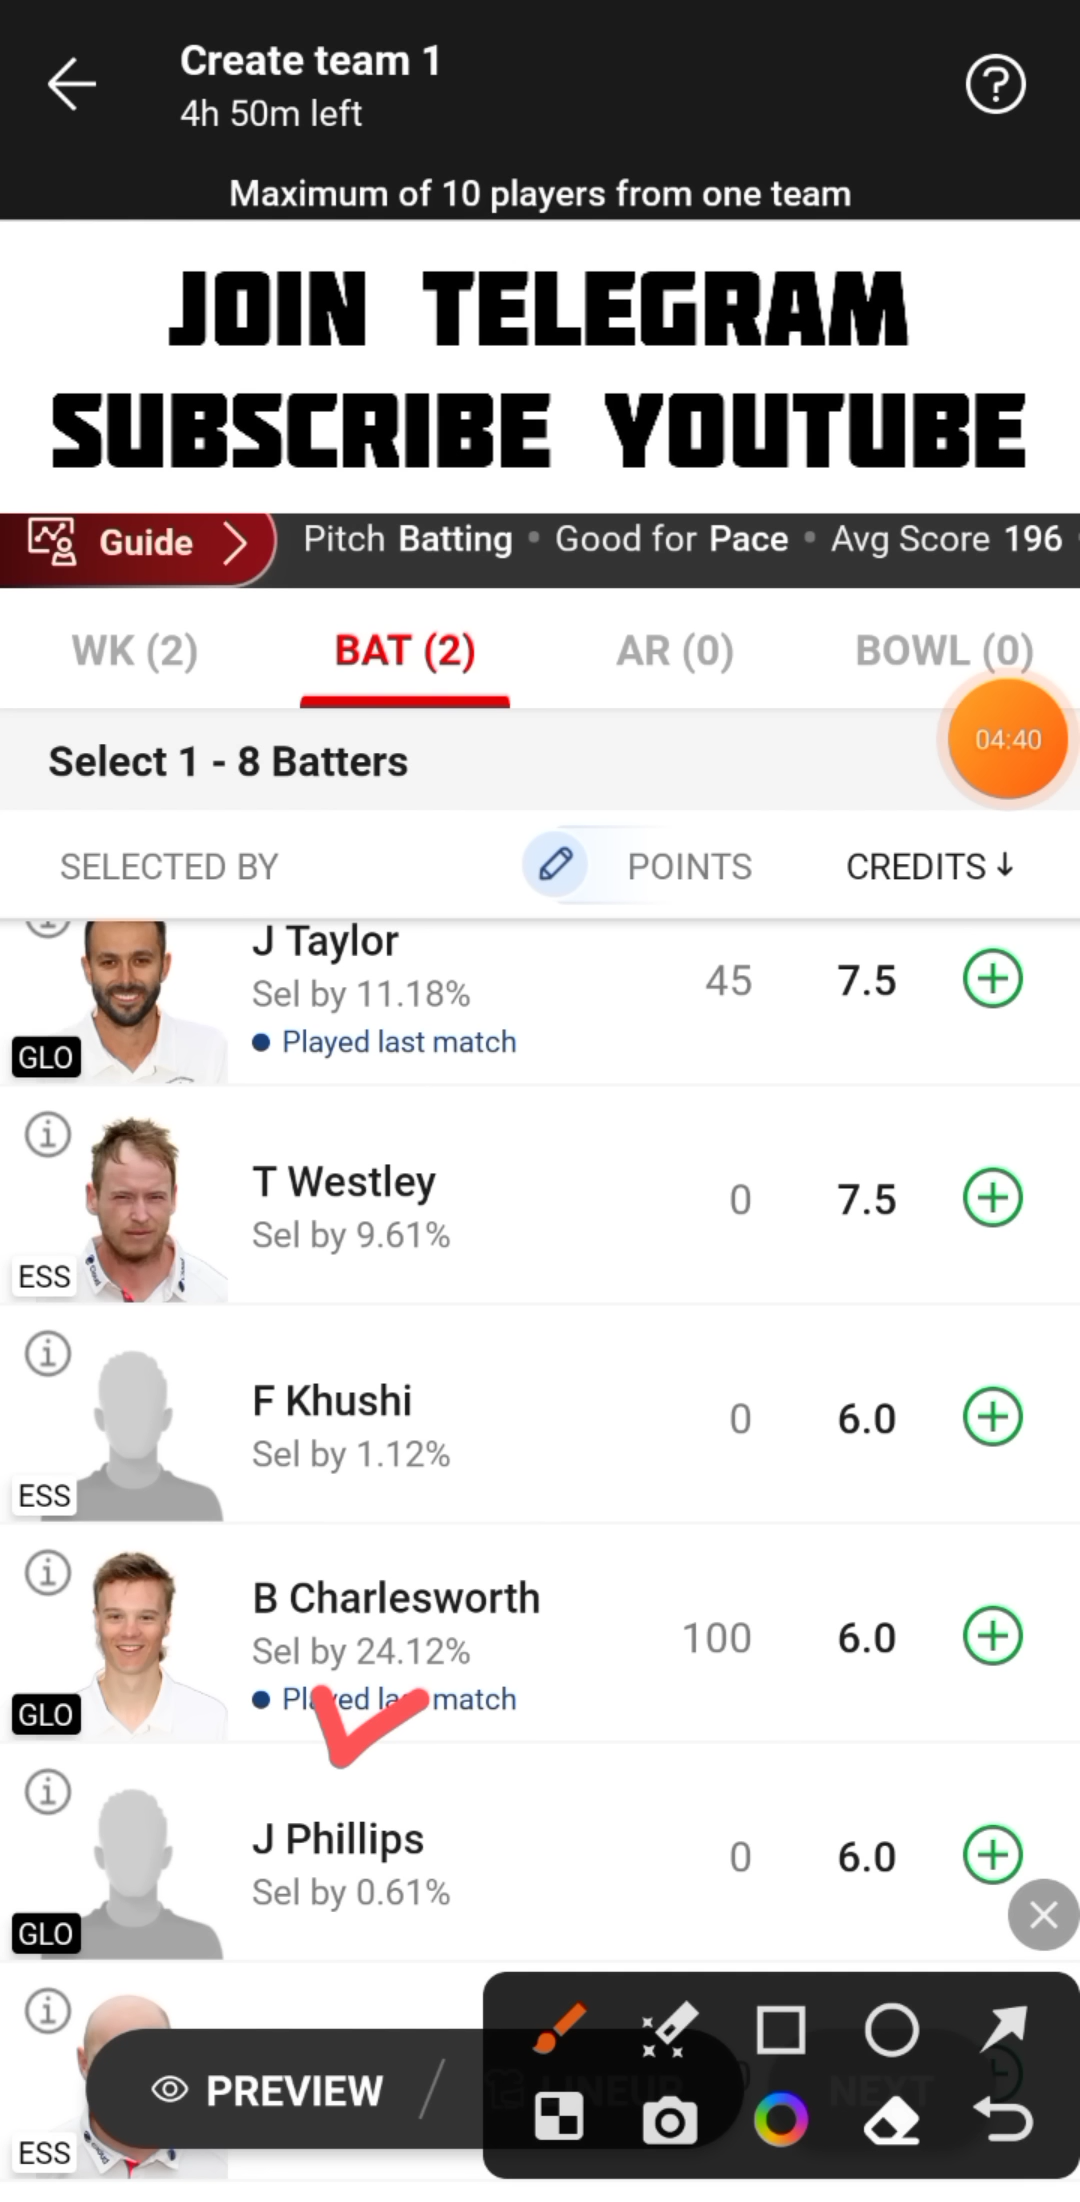 Create team 1
4h 50m left
Maximum of 10 players from one team
JOIN TELEGRAM
SUBSCRIBE YOUTUBE
Guide Pitch Batting • Good for Pace • Avg Score 196
WK (2) BAT (2) AR (0) BOWL (0)
04:40
Select 1 - 8 Batters
SELECTED BY POINTS CREDITS ↓
J Taylor
Sel by 11.18% 45 7.5
• Played last match
GLO
T Westley
Sel by 9.61% 0 7.5
ESS
F Khushi
Sel by 1.12% 0 6.0
ESS
B Charlesworth
Sel by 24.12% 100 6.0
• Played last match
GLO
J Phillips
Sel by 0.61% 0 6.0
GLO
PREVIEW LINEUP NEXT
ESS